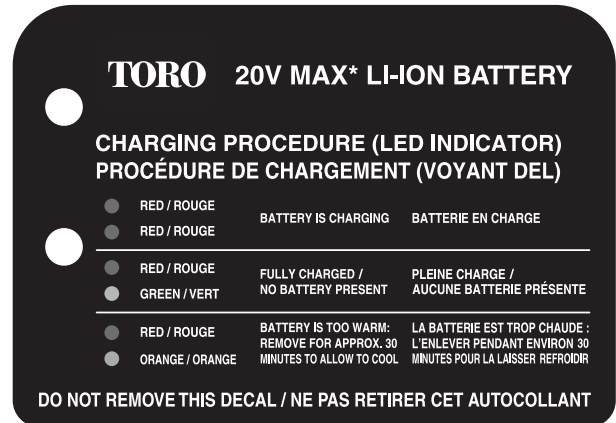 TORO 20V MAX* LI-ION BATTERY
CHARGING PROCEDURE (LED INDICATOR)
PROCÉDURE DE CHARGEMENT (VOYANT DEL)
RED / ROUGE
RED / ROUGE
BATTERY IS CHARGING
BATTERIE EN CHARGE
RED / ROUGE
GREEN / VERT
FULLY CHARGED /
NO BATTERY PRESENT
PLEINE CHARGE /
AUCUNE BATTERIE PRÉSENTE
RED / ROUGE
ORANGE / ORANGE
BATTERY IS TOO WARM:
REMOVE FOR APPROX. 30
MINUTES TO ALLOW TO COOL
LA BATTERIE EST TROP CHAUDE :
L'ENLEVER PENDANT ENVIRON 30
MINUTES POUR LA LAISSER REFROIDIR
DO NOT REMOVE THIS DECAL / NE PAS RETIRER CET AUTOCOLLANT